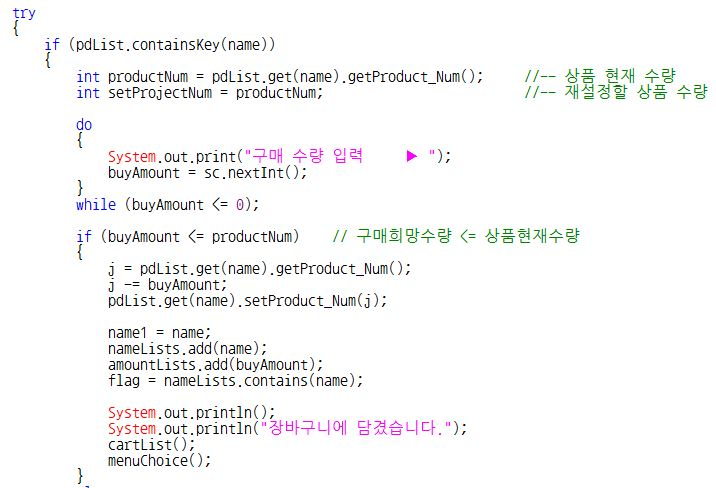 try
{
    if (pdList.containsKey(name))
    {
        int productNum = pdList.get(name).getProduct_Num();     //-- 상품 현재 수량
        int setProjectNum = productNum;                         //-- 재설정할 상품 수량

        do
        {
            System.out.print("구매 수량 입력     ▶ ");
            buyAmount = sc.nextInt();
        }
        while (buyAmount <= 0);

        if (buyAmount <= productNum)    // 구매희망수량 <= 상품현재수량
        {
            j = pdList.get(name).getProduct_Num();
            j -= buyAmount;
            pdList.get(name).setProduct_Num(j);

            name1 = name;
            nameLists.add(name);
            amountLists.add(buyAmount);
            flag = nameLists.contains(name);

            System.out.println();
            System.out.println("장바구니에 담겼습니다.");
            cartList();
            menuChoice();
        }